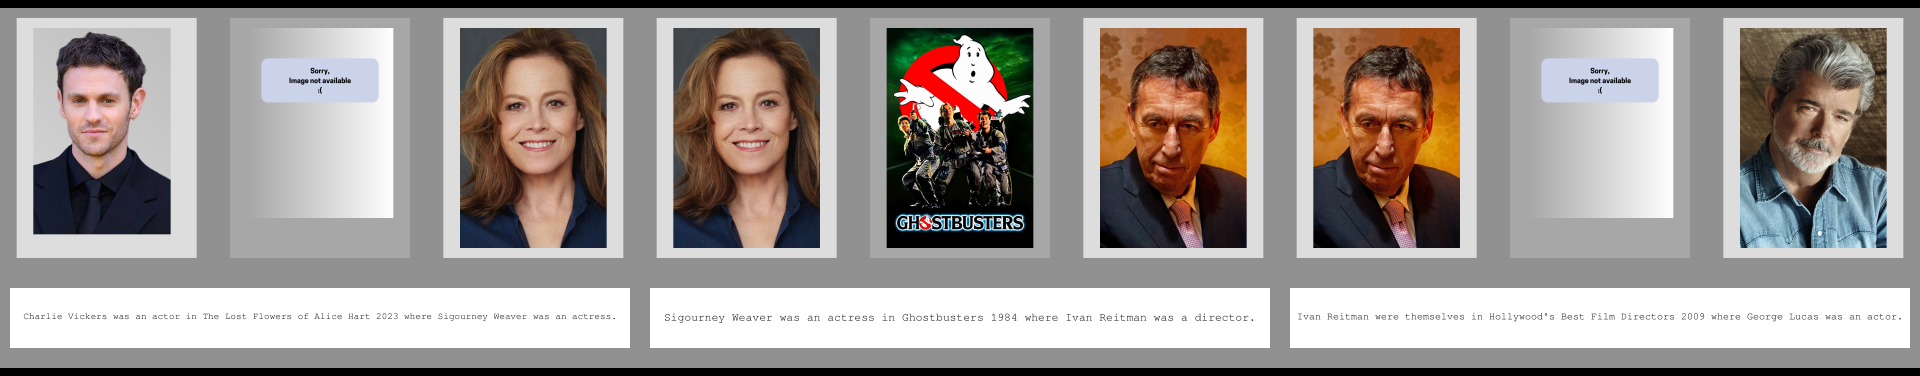 Sorry,
Image not available
:(
GHOSTBUSTERS
Sorry,
Image not available
:(
Charlie Vickers was an actor in The Lost Flowers of Alice Hart 2023 where Sigourney Weaver was an actress.
Sigourney Weaver was an actress in Ghostbusters 1984 where Ivan Reitman was a director.
Ivan Reitman were themselves in Hollywood's Best Film Directors 2009 where George Lucas was an actor.